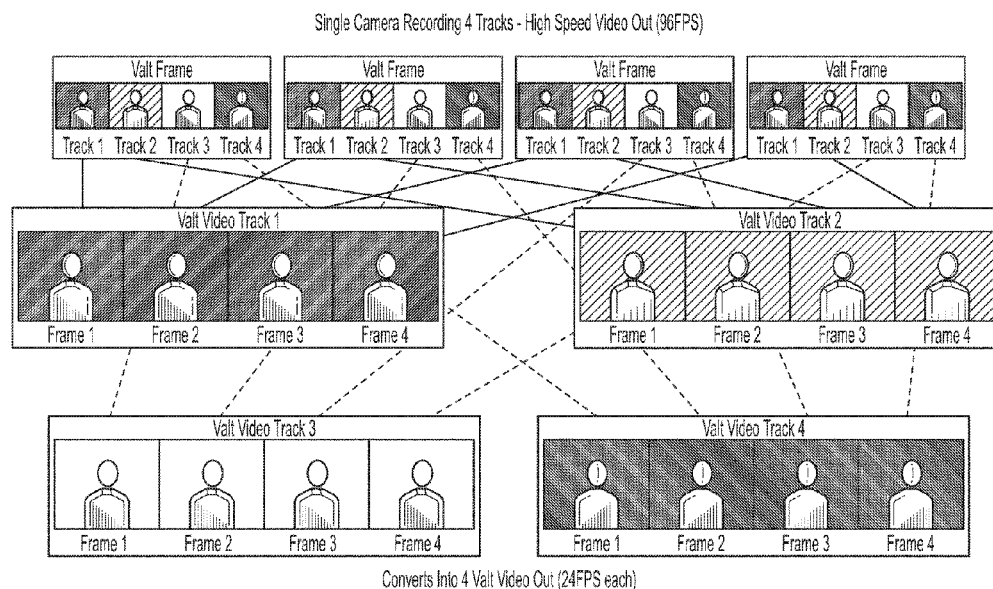 Single Camera Recording 4 Tracks - High Speed Video Out (96FPS)
Valt Frame Valt Frame Valt Frame Valt Frame
Track 1 Track 2 Track 3 Track 4 Track 1 Track 2 Track 3 Track 4 Track 1 Track 2 Track 3 Track 4 Track 1 Track 2 Track 3 Track 4
Valt Video Track 1 Valt Video Track 2
Frame 1 Frame 2 Frame 3 Frame 4 Frame 1 Frame 2 Frame 3 Frame 4
Valt Video Track 3 Valt Video Track 4
Frame 1 Frame 2 Frame 3 Frame 4 Frame 1 Frame 2 Frame 3 Frame 4
Converts Into 4 Valt Video Out (24FPS each)